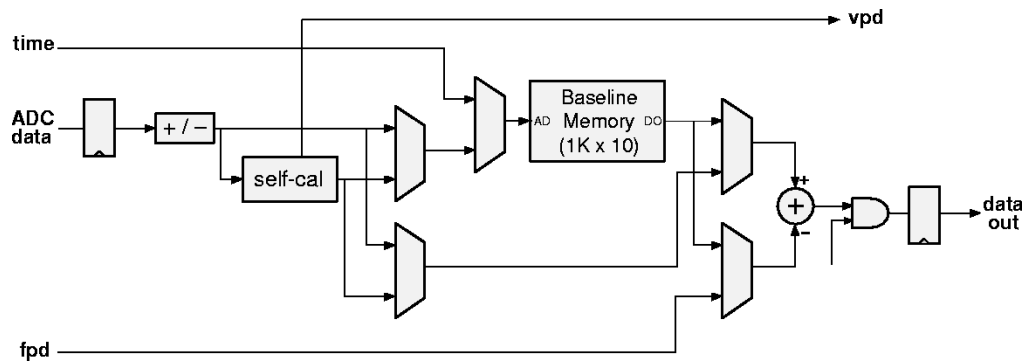 vpd
time
ADC
data
+ / −
self-cal
Baseline
Memory
(1K x 10)
AD
DO
+
+
−
data
out
fpd